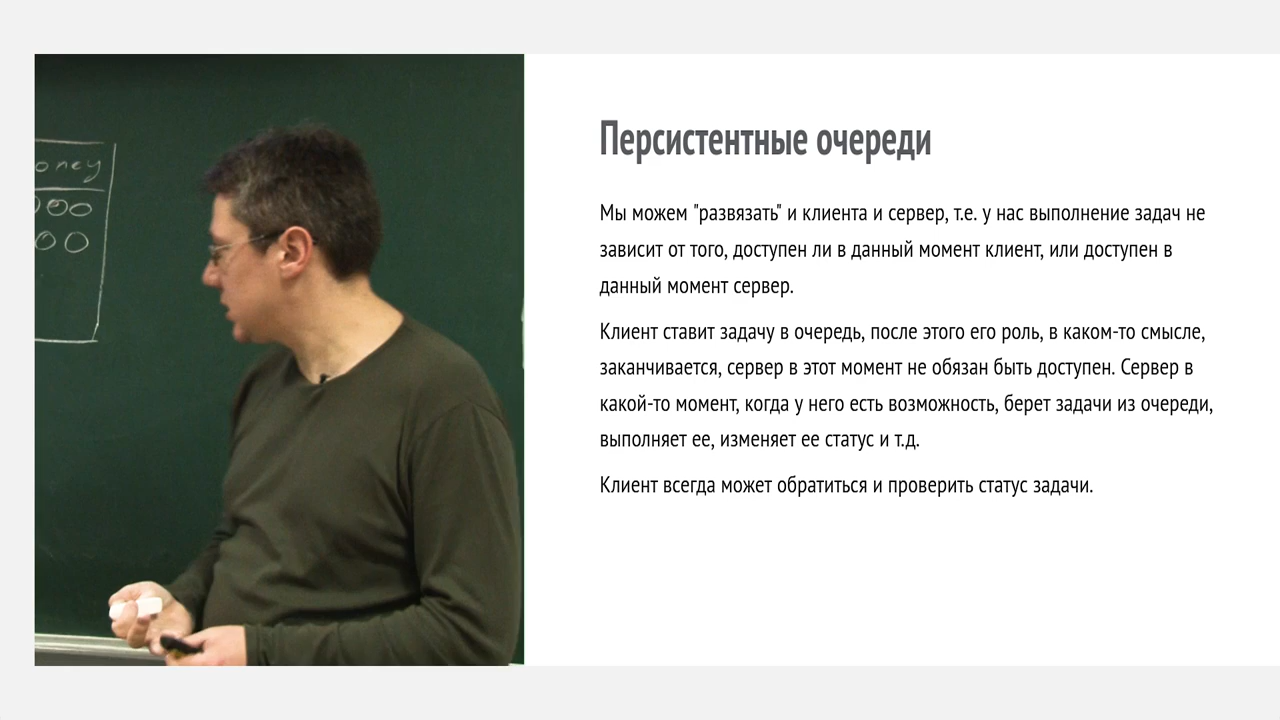 oney
00
00
Персистентные очереди
Мы можем "развязать" и клиента и сервер, т.е. у нас выполнение задач не
зависит от того, доступен ли в данный момент клиент, или доступен в
данный момент сервер.
Клиент ставит задачу в очередь, после этого его роль, в каком-то смысле,
заканчивается, сервер в этот момент не обязан быть доступен. Сервер в
какой-то момент, когда у него есть возможность, берет задачи из очереди,
выполняет ее, изменяет ее статус и т.д.
Клиент всегда может обратиться и проверить статус задачи.